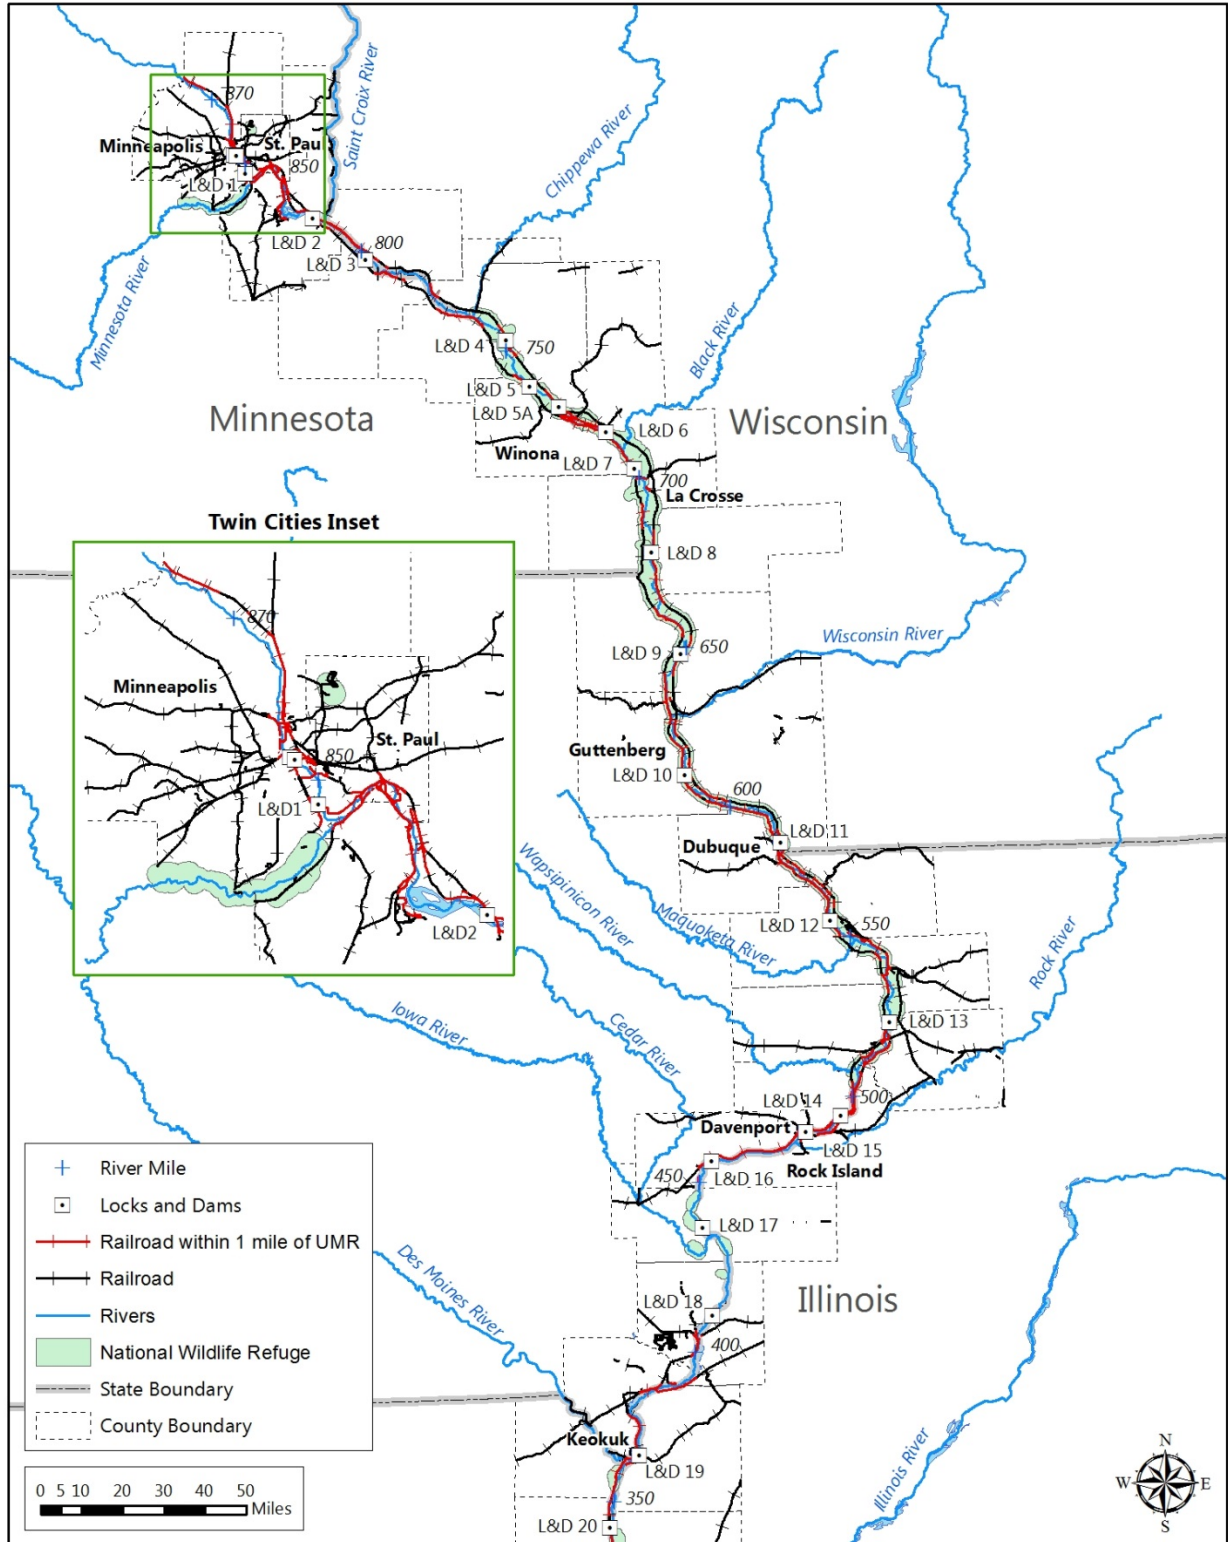 870
Saint Croix River
Minneapolis
St. Paul
850
L&D 1
Chippewa River
L&D 2
800
L&D 3
Minnesota River
Black River
L&D 4
750
L&D 5
L&D 5A
Minnesota
Wisconsin
L&D 6
Winona
L&D 7
700
La Crosse
Twin Cities Inset
L&D 8
870
Wisconsin River
650
L&D 9
Minneapolis
St. Paul
850
Guttenberg
L&D 10
600
L&D1
L&D 11
Dubuque
Wapsipinicon River
Maquoketa River
L&D 12
550
L&D2
Rock River
Iowa River
Cedar River
L&D 13
L&D 14
500
Davenport
L&D 15
Rock Island
450
L&D 16
L&D 17
Des Moines River
Illinois
L&D 18
400
Keokuk
L&D 19
Illinois River
350
L&D 20
River Mile
Locks and Dams
Railroad within 1 mile of UMR
Railroad
Rivers
National Wildlife Refuge
State Boundary
County Boundary
0 5 10 20 30 40 50
Miles
N
W E
S